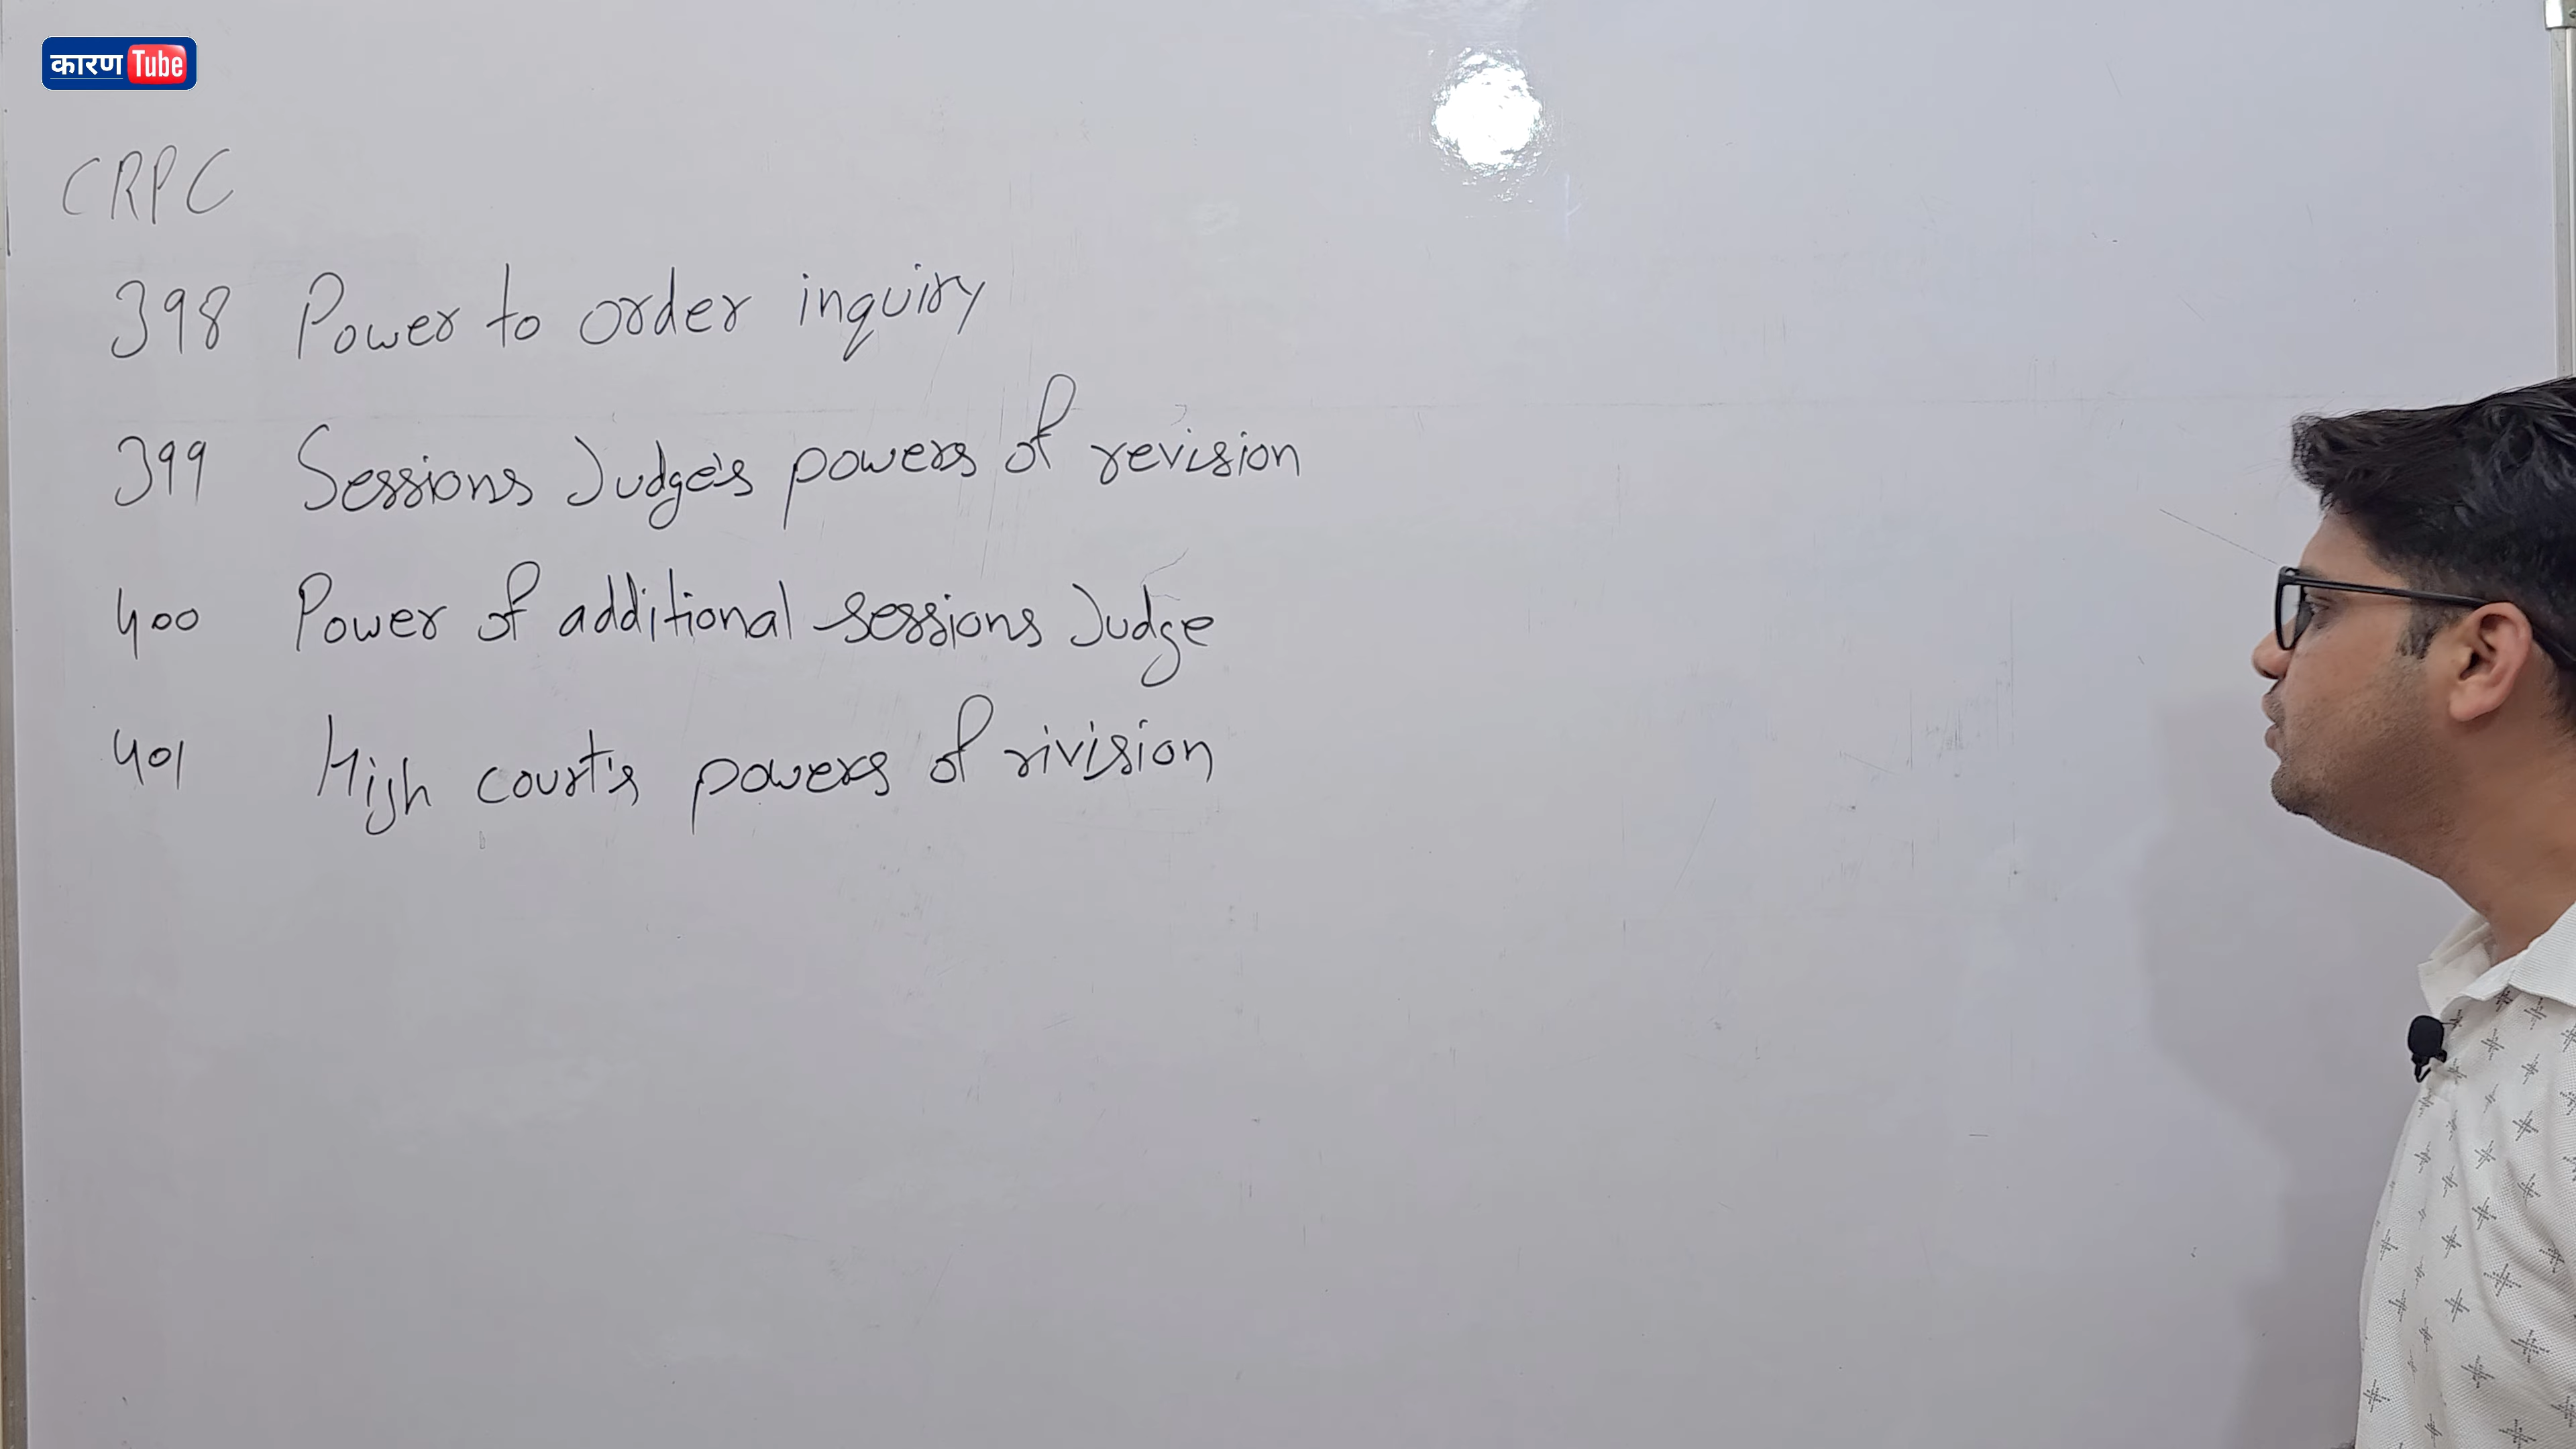 कारण Tube
CRPC
398 Power to order inquiry
399 Sessions Judge's powers of revision
400 Power of additional sessions Judge
401 High court's powers of rivision